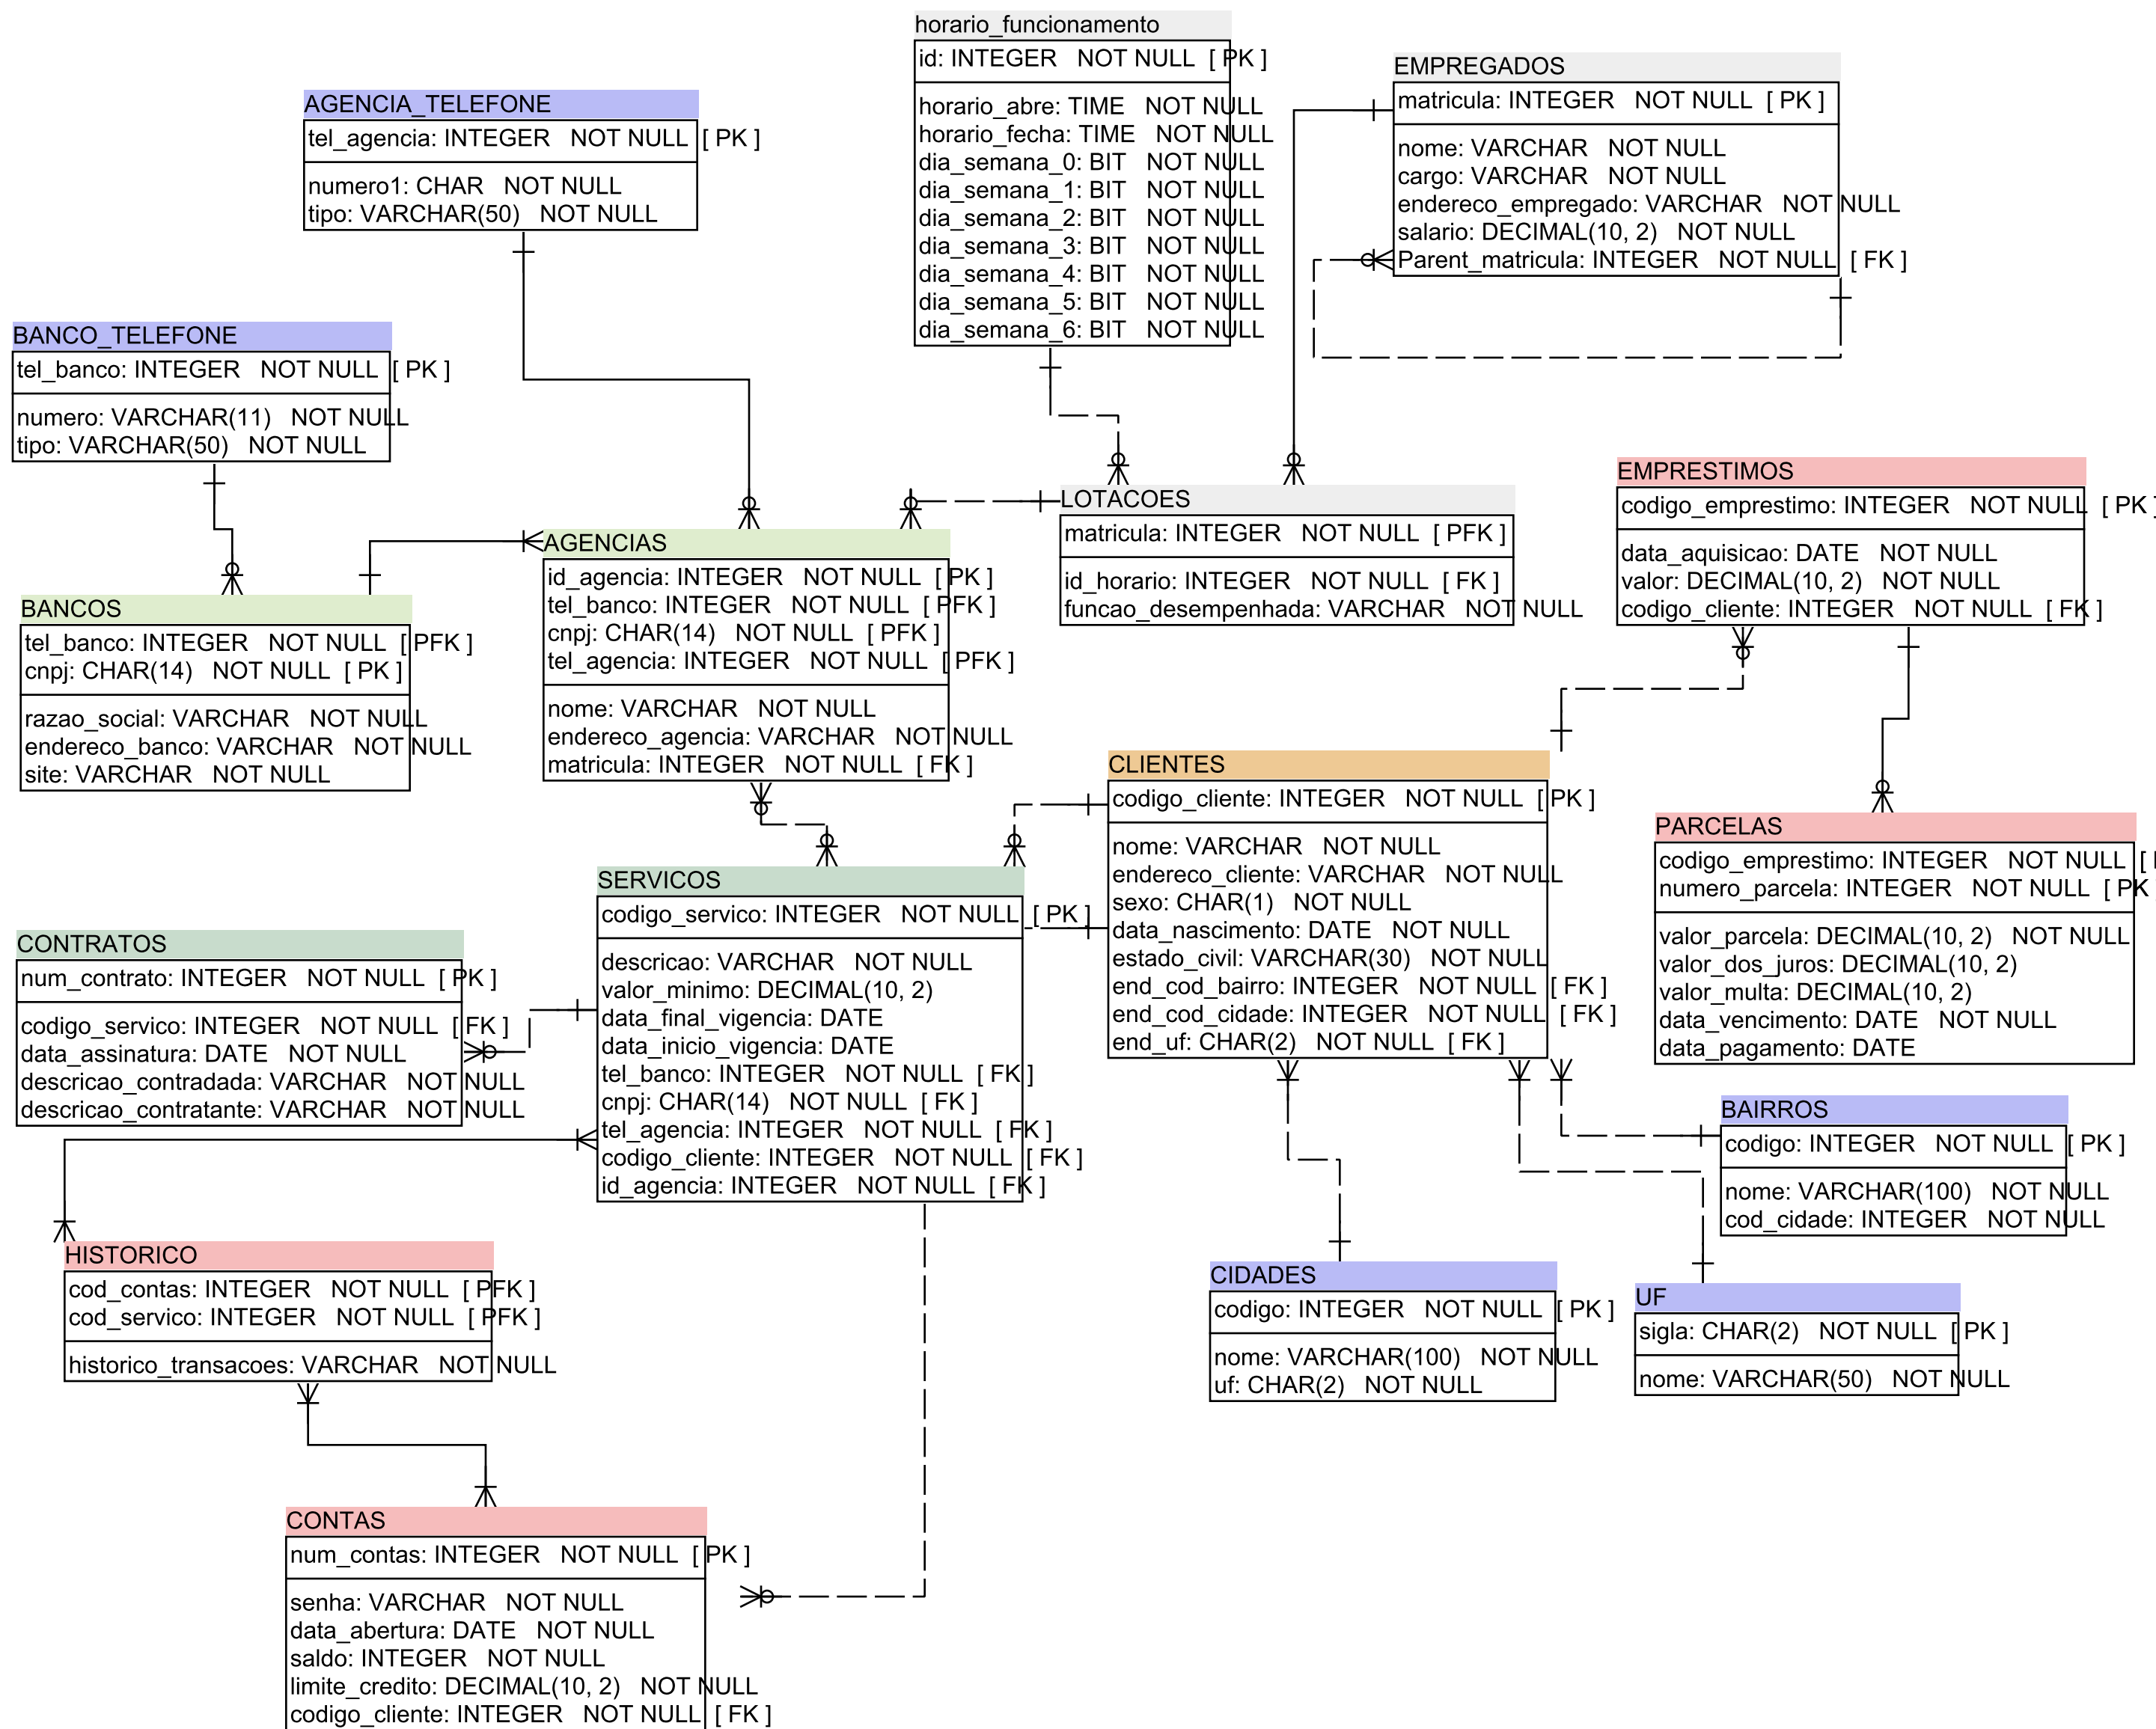 horario_funcionamento
id: INTEGER NOT NULL [ PK ]
horario_abre: TIME NOT NULL
horario_fecha: TIME NOT NULL
dia_semana_0: BIT NOT NULL
dia_semana_1: BIT NOT NULL
dia_semana_2: BIT NOT NULL
dia_semana_3: BIT NOT NULL
dia_semana_4: BIT NOT NULL
dia_semana_5: BIT NOT NULL
dia_semana_6: BIT NOT NULL
EMPREGADOS
matricula: INTEGER NOT NULL [ PK ]
nome: VARCHAR NOT NULL
cargo: VARCHAR NOT NULL
endereco_empregado: VARCHAR NOT NULL
salario: DECIMAL(10, 2) NOT NULL
Parent_matricula: INTEGER NOT NULL [ FK ]
AGENCIA_TELEFONE
tel_agencia: INTEGER NOT NULL [ PK ]
numero1: CHAR NOT NULL
tipo: VARCHAR(50) NOT NULL
BANCO_TELEFONE
tel_banco: INTEGER NOT NULL [ PK ]
numero: VARCHAR(11) NOT NULL
tipo: VARCHAR(50) NOT NULL
EMPRESTIMOS
codigo_emprestimo: INTEGER NOT NULL [ PK ]
data_aquisicao: DATE NOT NULL
valor: DECIMAL(10, 2) NOT NULL
codigo_cliente: INTEGER NOT NULL [ FK ]
LOTACOES
matricula: INTEGER NOT NULL [ PFK ]
id_horario: INTEGER NOT NULL [ FK ]
funcao_desempenhada: VARCHAR NOT NULL
AGENCIAS
id_agencia: INTEGER NOT NULL [ PK ]
tel_banco: INTEGER NOT NULL [ PFK ]
cnpj: CHAR(14) NOT NULL [ PFK ]
tel_agencia: INTEGER NOT NULL [ PFK ]
nome: VARCHAR NOT NULL
endereco_agencia: VARCHAR NOT NULL
matricula: INTEGER NOT NULL [ FK ]
BANCOS
tel_banco: INTEGER NOT NULL [ PFK ]
cnpj: CHAR(14) NOT NULL [ PK ]
razao_social: VARCHAR NOT NULL
endereco_banco: VARCHAR NOT NULL
site: VARCHAR NOT NULL
CLIENTES
codigo_cliente: INTEGER NOT NULL [ PK ]
nome: VARCHAR NOT NULL
endereco_cliente: VARCHAR NOT NULL
sexo: CHAR(1) NOT NULL
data_nascimento: DATE NOT NULL
estado_civil: VARCHAR(30) NOT NULL
end_cod_bairro: INTEGER NOT NULL [ FK ]
end_cod_cidade: INTEGER NOT NULL [ FK ]
end_uf: CHAR(2) NOT NULL [ FK ]
PARCELAS
codigo_emprestimo: INTEGER NOT NULL [
numero_parcela: INTEGER NOT NULL [ PK
valor_parcela: DECIMAL(10, 2) NOT NULL
valor_dos_juros: DECIMAL(10, 2)
valor_multa: DECIMAL(10, 2)
data_vencimento: DATE NOT NULL
data_pagamento: DATE
SERVICOS
codigo_servico: INTEGER NOT NULL [ PK ]
descricao: VARCHAR NOT NULL
valor_minimo: DECIMAL(10, 2)
data_final_vigencia: DATE
data_inicio_vigencia: DATE
tel_banco: INTEGER NOT NULL [ FK ]
cnpj: CHAR(14) NOT NULL [ FK ]
tel_agencia: INTEGER NOT NULL [ FK ]
codigo_cliente: INTEGER NOT NULL [ FK ]
id_agencia: INTEGER NOT NULL [ FK ]
CONTRATOS
num_contrato: INTEGER NOT NULL [ PK ]
codigo_servico: INTEGER NOT NULL [ FK ]
data_assinatura: DATE NOT NULL
descricao_contradada: VARCHAR NOT NULL
descricao_contratante: VARCHAR NOT NULL
BAIRROS
codigo: INTEGER NOT NULL [ PK ]
nome: VARCHAR(100) NOT NULL
cod_cidade: INTEGER NOT NULL
HISTORICO
cod_contas: INTEGER NOT NULL [ PFK ]
cod_servico: INTEGER NOT NULL [ PFK ]
historico_transacoes: VARCHAR NOT NULL
CIDADES
codigo: INTEGER NOT NULL [ PK ]
nome: VARCHAR(100) NOT NULL
uf: CHAR(2) NOT NULL
UF
sigla: CHAR(2) NOT NULL [ PK ]
nome: VARCHAR(50) NOT NULL
CONTAS
num_contas: INTEGER NOT NULL [ PK ]
senha: VARCHAR NOT NULL
data_abertura: DATE NOT NULL
saldo: INTEGER NOT NULL
limite_credito: DECIMAL(10, 2) NOT NULL
codigo_cliente: INTEGER NOT NULL [ FK ]